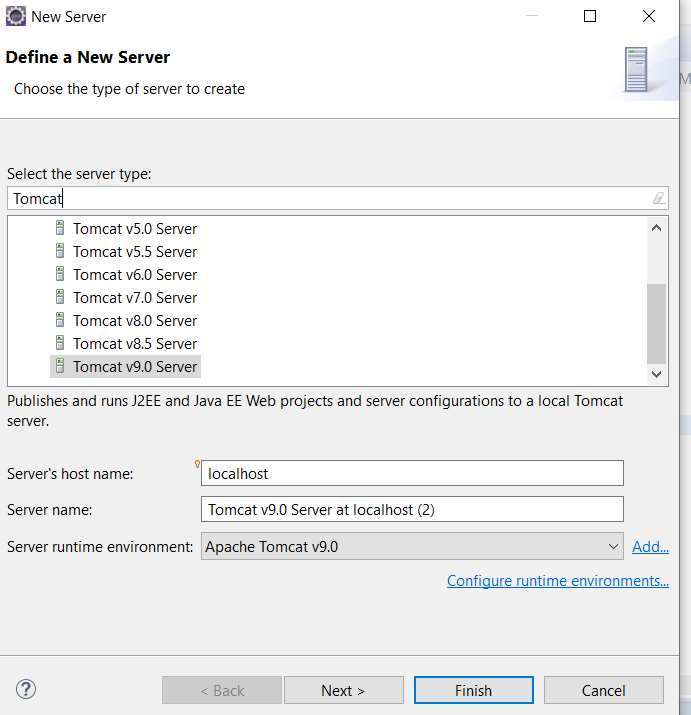 New Server
Define a New Server
Choose the type of server to create
M
Select the server type:
Tomcat
Tomcat v5.0 Server
Tomcat v5.5 Server
Tomcat v6.0 Server
Tomcat v7.0 Server
Tomcat v8.0 Server
Tomcat v8.5 Server
Tomcat v9.0 Server
Publishes and runs J2EE and Java EE Web projects and server configurations to a local Tomcat
server.
Server's host name: localhost
Server name: Tomcat v9.0 Server at localhost (2)
Server runtime environment: Apache Tomcat v9.0 Add...
Configure runtime environments...
? < Back Next > Finish Cancel